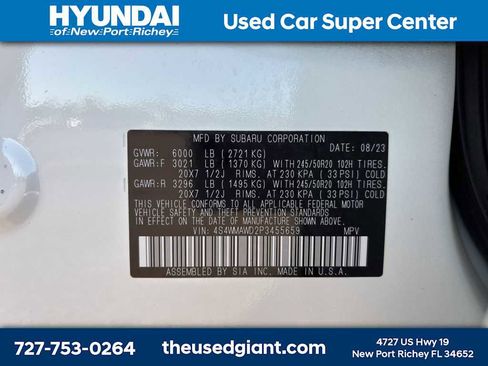 HYUNDAI
of New Port Richey
Used Car Super Center
MFD BY SUBARU CORPORATION
DATE: 08/23
GVWR: 6000 LB (2721 KG)
GAWR:F 3021 LB (1370 KG) WITH 245/50R20 102H TIRES.
20X7 1/2J RIMS. AT 230 KPA (33 PSI) COLD
GAWR:R 3296 LB (1495 KG) WITH 245/50R20 102H TIRES.
20X7 1/2J RIMS. AT 230 KPA (33 PSI) COLD
THIS VEHICLE CONFORMS TO ALL APPLICABLE FEDERAL MOTOR
VEHICLE SAFETY AND BUMPER STANDARDS IN EFFECT ON
THE DATE OF MANUFACTURE SHOWN ABOVE.
VIN: 4S4WMAWD2P3455659 MPV
ASSEMBLED BY SIA INC. MADE IN U.S.A.
727-753-0264
theusedgiant.com
4727 US Hwy 19
New Port Richey FL 34652